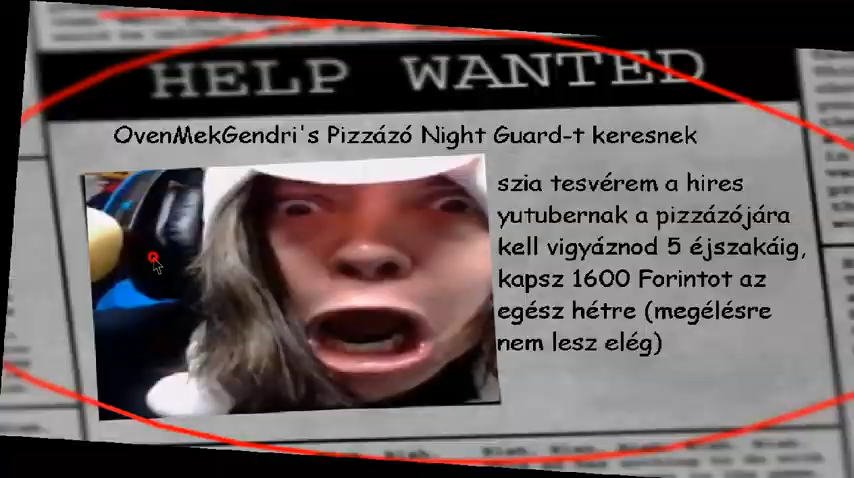 HELP WANTED
OvenMekGendri's Pizzázó Night Guard-t keresnek
szia tesvérem a hires
yutubernak a pizzázójára
kell vigyáznod 5 éjszakáig,
kapsz 1600 Forintot az
egész hétre (megélésre
nem lesz elég)